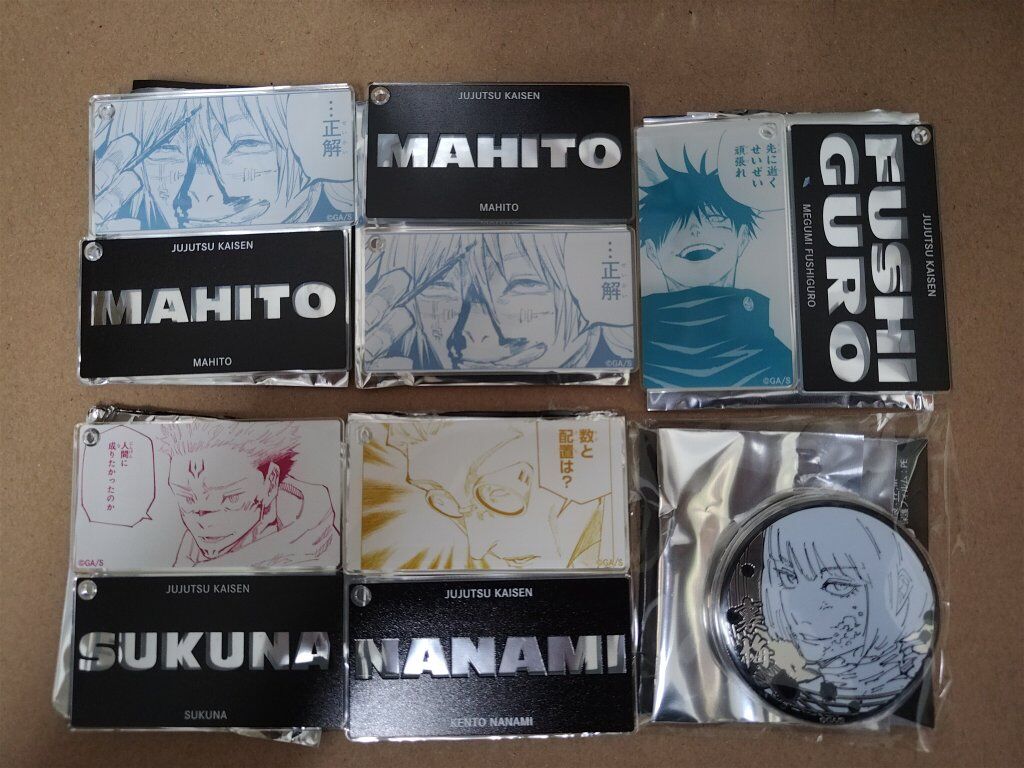 …正解
©GA/S
JUJUTSU KAISEN
MAHITO
MAHITO
JUJUTSU KAISEN
MAHITO
MAHITO
…正解
©GA/S
先に逝く
せいぜい
頑張れ
©GA/S
JUJUTSU KAISEN
FUSHI
GURO
MEGUMI FUSHIGURO
人間に
成りたかったのか
©GA/S
JUJUTSU KAISEN
SUKUNA
SUKUNA
数と
配置は?
©GA/S
JUJUTSU KAISEN
NANAMI
KENTO NANAMI
PE
©GA/S